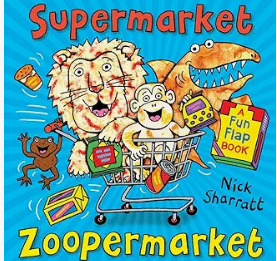 Supermarket
A
Fun
Flap
BOOK
Nick
Sharratt
Zoopermarket